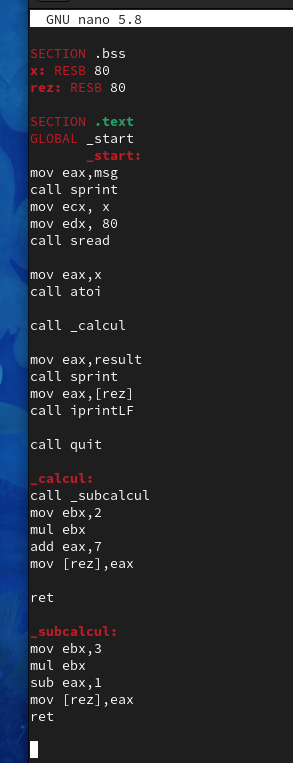 GNU nano 5.8
SECTION .bss
x: RESB 80
rez: RESB 80
SECTION .text
GLOBAL _start
_start:
mov eax,msg
call sprint
mov ecx, x
mov edx, 80
call sread
mov eax,x
call atoi
call _calcul
mov eax,result
call sprint
mov eax,[rez]
call iprintLF
call quit
_calcul:
call _subcalcul
mov ebx,2
mul ebx
add eax,7
mov [rez],eax
ret
_subcalcul:
mov ebx,3
mul ebx
sub eax,1
mov [rez],eax
ret